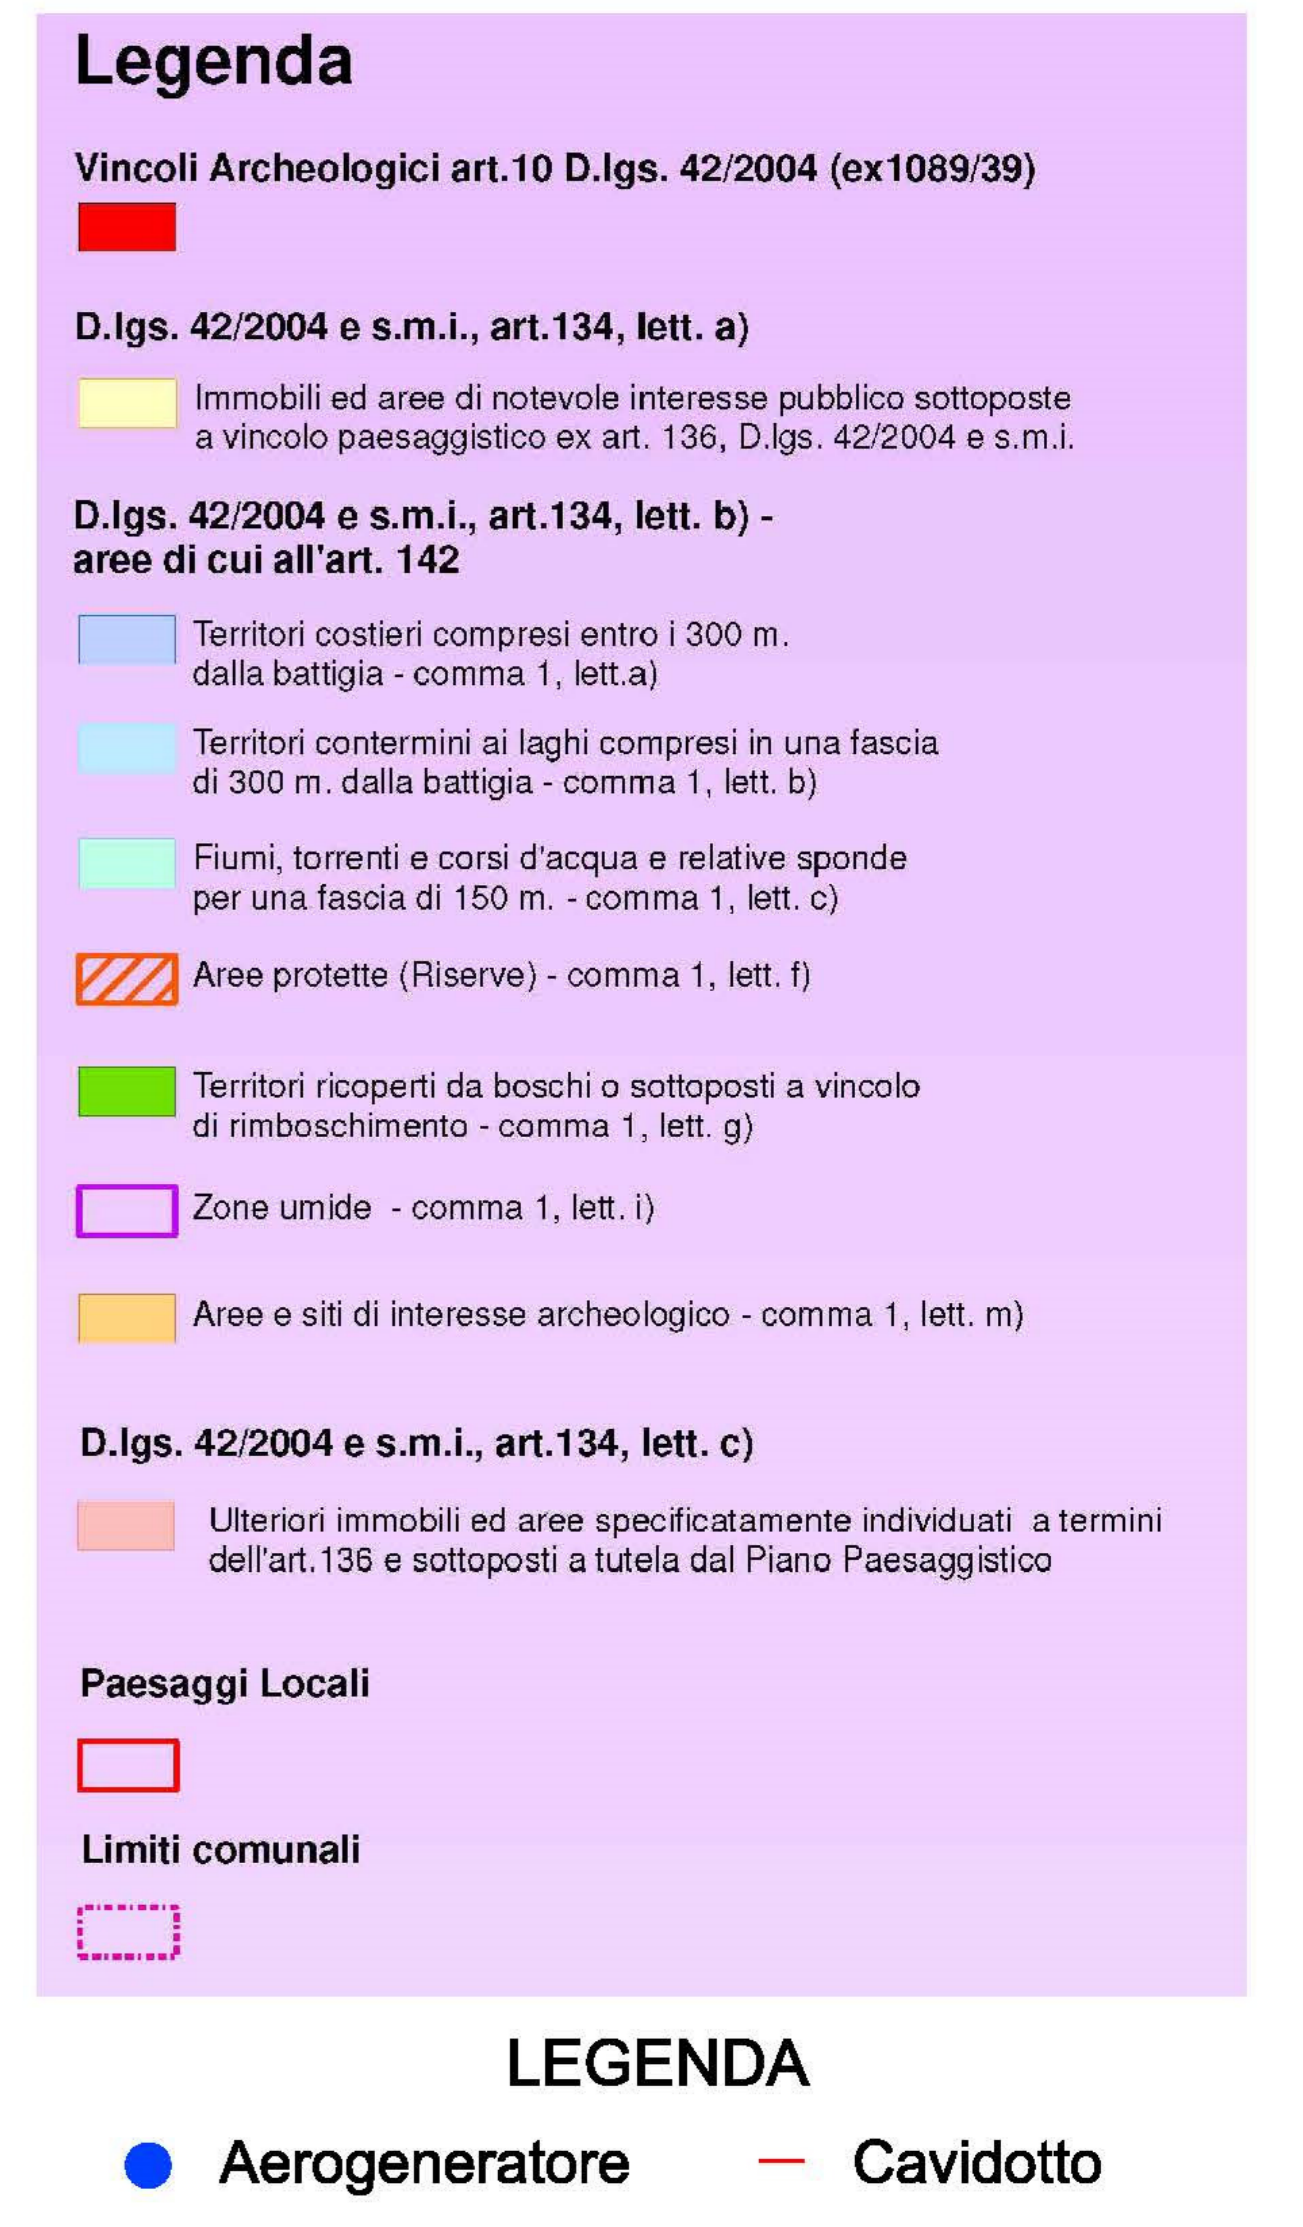 Legenda
Vincoli Archeologici art.10 D.lgs. 42/2004 (ex1089/39)
D.lgs. 42/2004 e s.m.i., art.134, lett. a)
Immobili ed aree di notevole interesse pubblico sottoposte
a vincolo paesaggistico ex art. 136, D.lgs. 42/2004 e s.m.i.
D.lgs. 42/2004 e s.m.i., art.134, lett. b) -
aree di cui all'art. 142
Territori costieri compresi entro i 300 m.
dalla battigia - comma 1, lett.a)
Territori contermini ai laghi compresi in una fascia
di 300 m. dalla battigia - comma 1, lett. b)
Fiumi, torrenti e corsi d'acqua e relative sponde
per una fascia di 150 m. - comma 1, lett. c)
Aree protette (Riserve) - comma 1, lett. f)
Territori ricoperti da boschi o sottoposti a vincolo
di rimboschimento - comma 1, lett. g)
Zone umide - comma 1, lett. i)
Aree e siti di interesse archeologico - comma 1, lett. m)
D.lgs. 42/2004 e s.m.i., art.134, lett. c)
Ulteriori immobili ed aree specificatamente individuati a termini
dell'art.136 e sottoposti a tutela dal Piano Paesaggistico
Paesaggi Locali
Limiti comunali
LEGENDA
Aerogeneratore Cavidotto